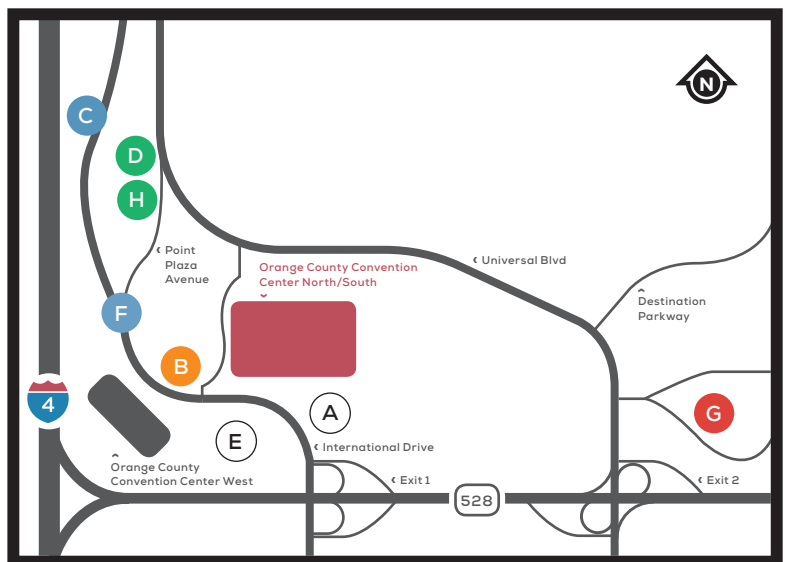 N
C
D
H
‹ Point
Plaza
Avenue
Orange County Convention
Center North/South
‹ Universal Blvd
Destination
Parkway
F
B
4
A
G
E
‹ International Drive
Orange County
Convention Center West
‹ Exit 1
528
‹ Exit 2